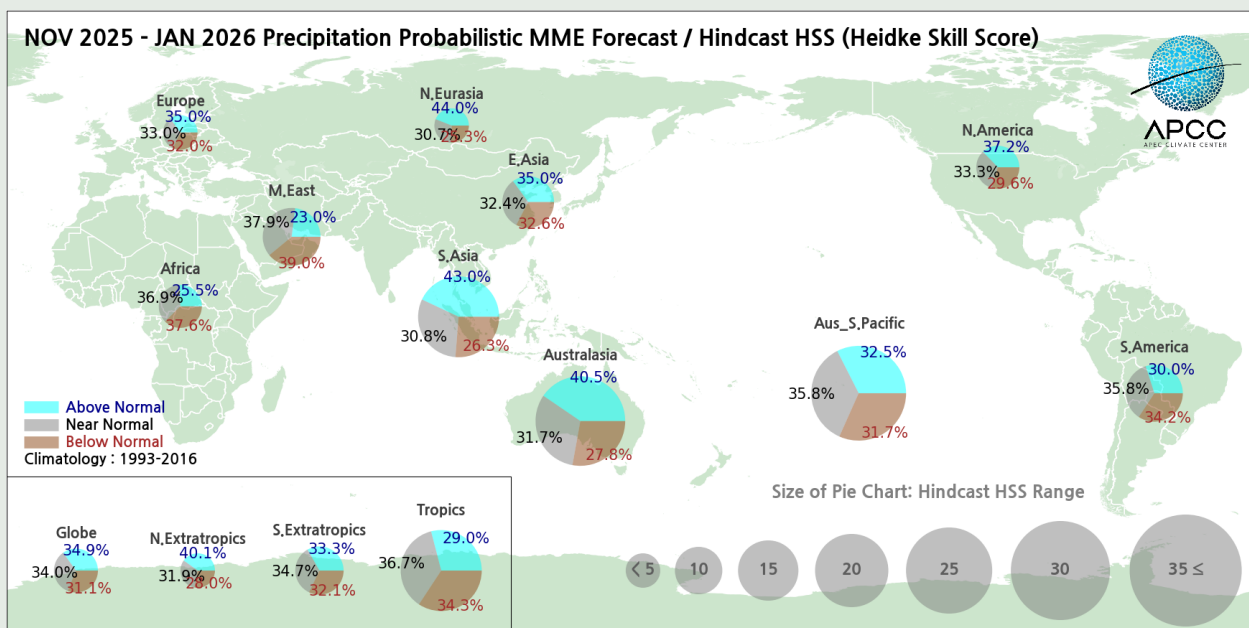 NOV 2025 - JAN 2026 Precipitation Probabilistic MME Forecast / Hindcast HSS (Heidke Skill Score)
APCC
APEC CLIMATE CENTER
Europe
35.0%
33.0%
32.0%
N.Eurasia
44.0%
30.7%
25.3%
N.America
37.2%
33.3%
29.6%
E.Asia
35.0%
32.4%
32.6%
M.East
37.9%
23.0%
39.0%
S.Asia
43.0%
30.8%
26.3%
Africa
25.5%
36.9%
37.6%
Aus_S.Pacific
32.5%
35.8%
31.7%
Australasia
40.5%
31.7%
27.8%
S.America
30.0%
35.8%
34.2%
Above Normal
Near Normal
Below Normal
Climatology : 1993-2016
Size of Pie Chart: Hindcast HSS Range
< 5 10 15 20 25 30 35 ≤
Globe
34.9%
34.0%
31.1%
N.Extratropics
40.1%
31.9%
28.0%
S.Extratropics
33.3%
34.7%
32.1%
Tropics
29.0%
36.7%
34.3%